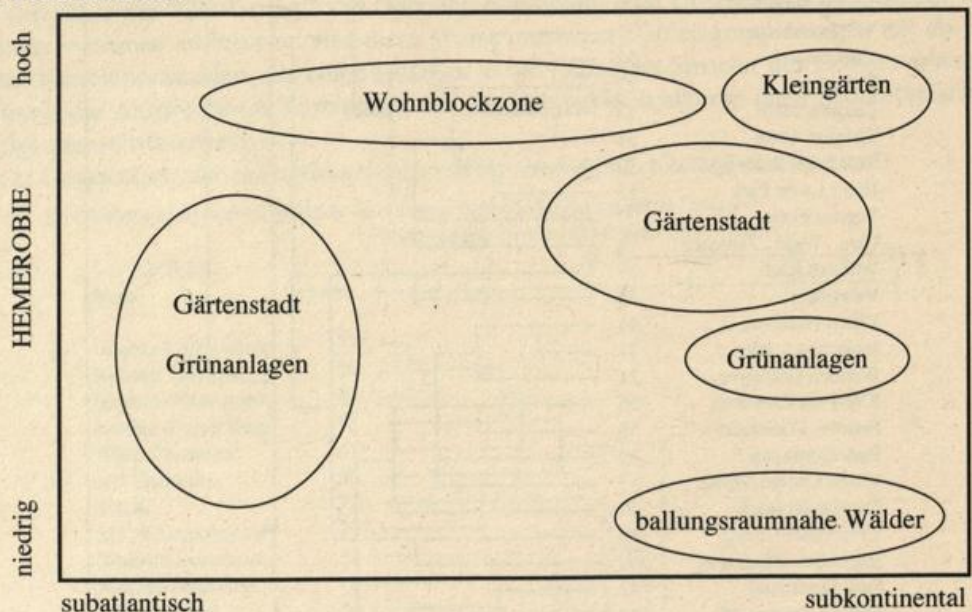 hoch
HEMEROBIE
niedrig
Wohnblockzone
Kleingärten
Gärtenstadt
Gärtenstadt
Grünanlagen
Grünanlagen
ballungsraumnahe Wälder
subatlantisch
subkontinental